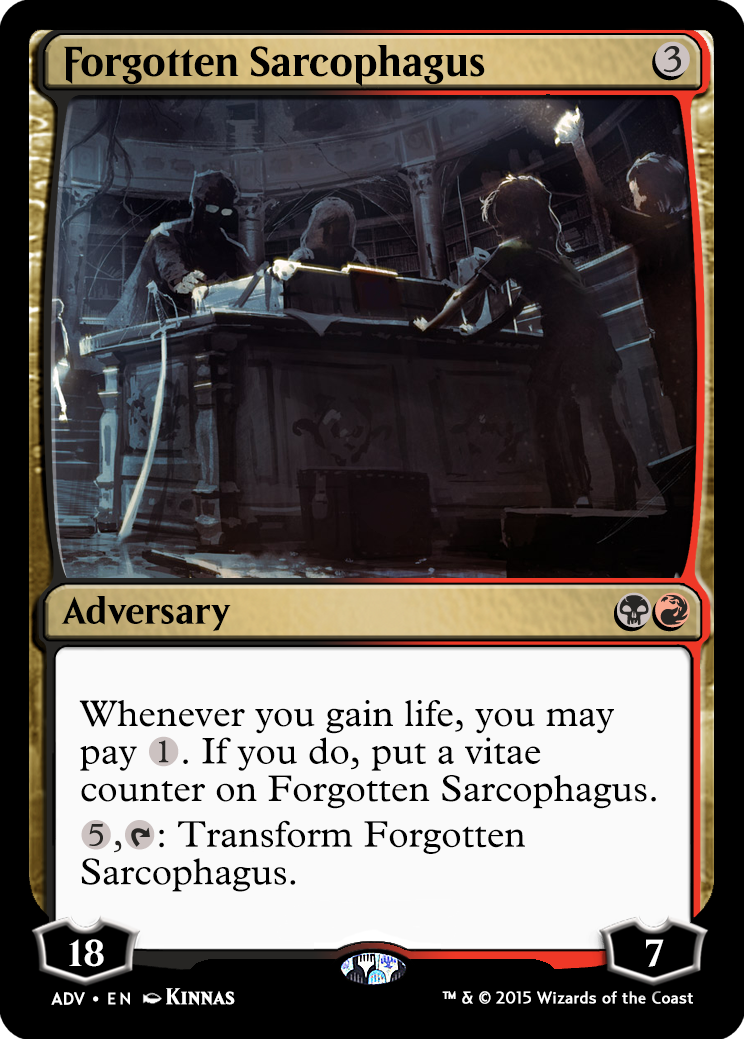 Forgotten Sarcophagus 3
Adversary
Whenever you gain life, you may
pay 1. If you do, put a vitae
counter on Forgotten Sarcophagus.
5, : Transform Forgotten
Sarcophagus.
18 7
ADV • EN KINNAS ™ & © 2015 Wizards of the Coast